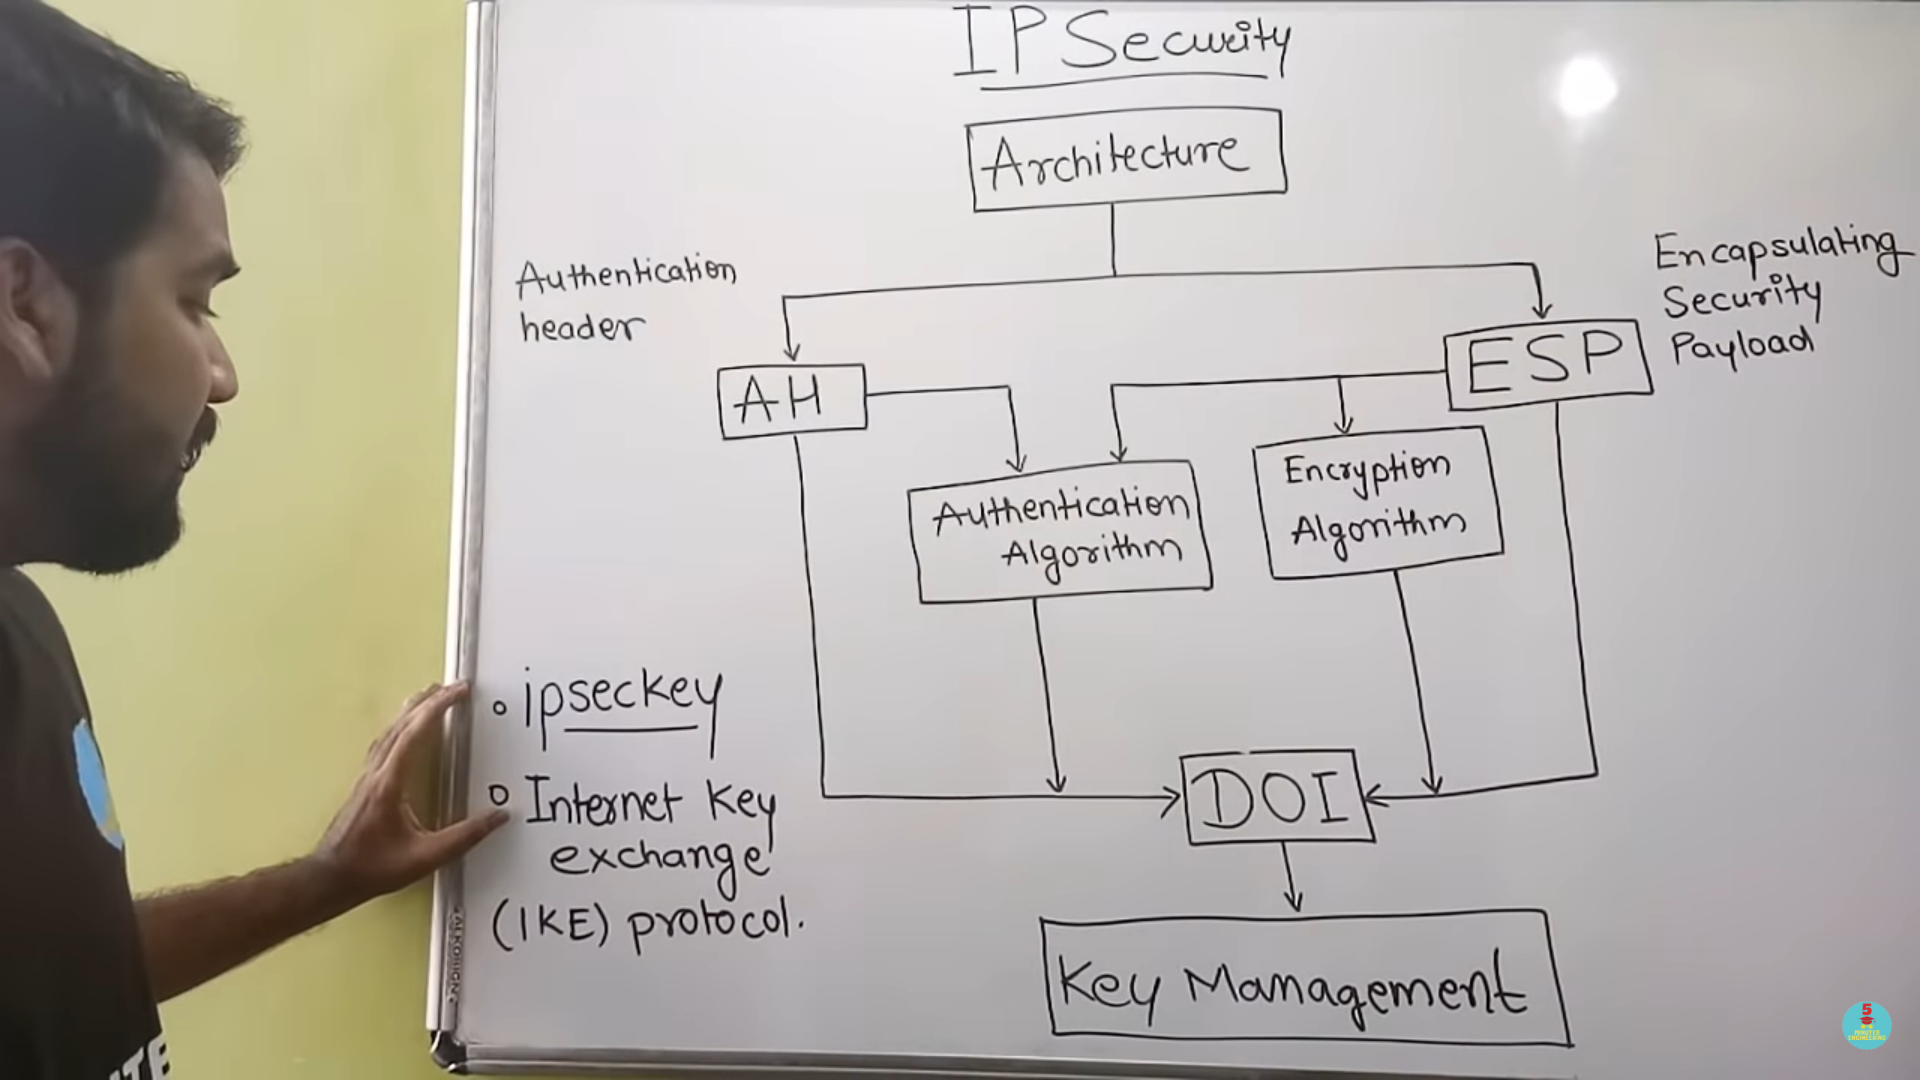 IP Security
Architecture
Authentication
header
Encapsulating
Security
Payload
AH
ESP
Authentication
Algorithm
Encryption
Algorithm
ipseckey
Internet Key
exchange
(IKE) protocol.
DOI
Key Management
5
MINUTES
ENGINEERING